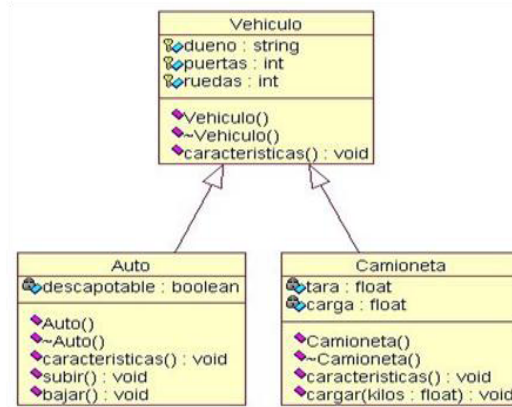 Vehiculo
dueno : string
puertas : int
ruedas : int
Vehiculo()
~Vehiculo()
caracteristicas() : void
Auto
descapotable : boolean
Auto()
~Auto()
caracteristicas() : void
subir() : void
bajar() : void
Camioneta
tara : float
carga : float
Camioneta()
~Camioneta()
caracteristicas() : void
cargar(kilos : float) : void